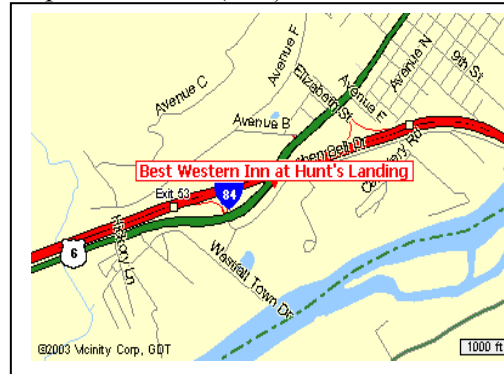 Avenue F
Avenue N
9th St
Avenue C
Elizabeth St
Avenue E
Avenue B
Best Western Inn at Hunt's Landing
Exit 53
84
Hickory Ln
6
Westfall Town Dr
©2003 Vicinity Corp, GDT
1000 ft